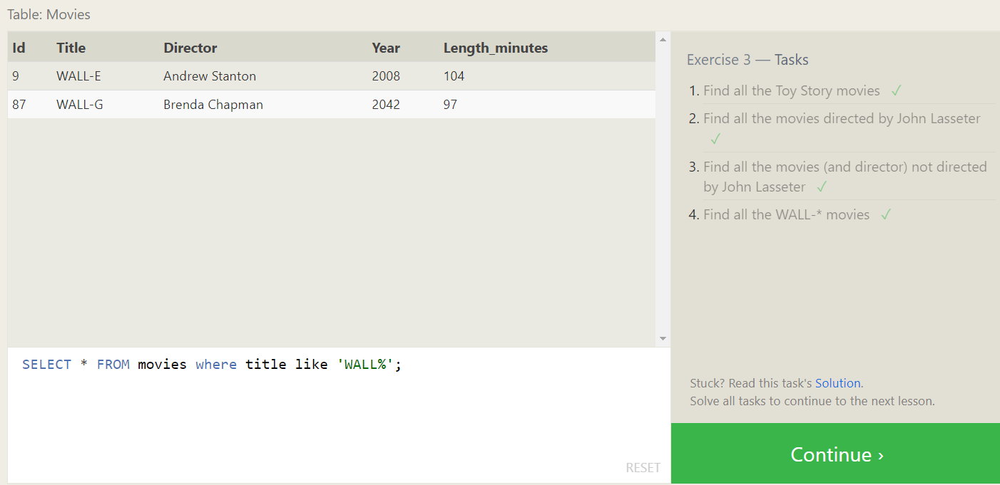 Table: Movies
Id Title Director Year Length_minutes
9 WALL-E Andrew Stanton 2008 104
87 WALL-G Brenda Chapman 2042 97
SELECT * FROM movies where title like 'WALL%';
RESET
Exercise 3 — Tasks
1. Find all the Toy Story movies ✓
2. Find all the movies directed by John Lasseter
✓
3. Find all the movies (and director) not directed
by John Lasseter ✓
4. Find all the WALL-* movies ✓
Stuck? Read this task's Solution.
Solve all tasks to continue to the next lesson.
Continue ›